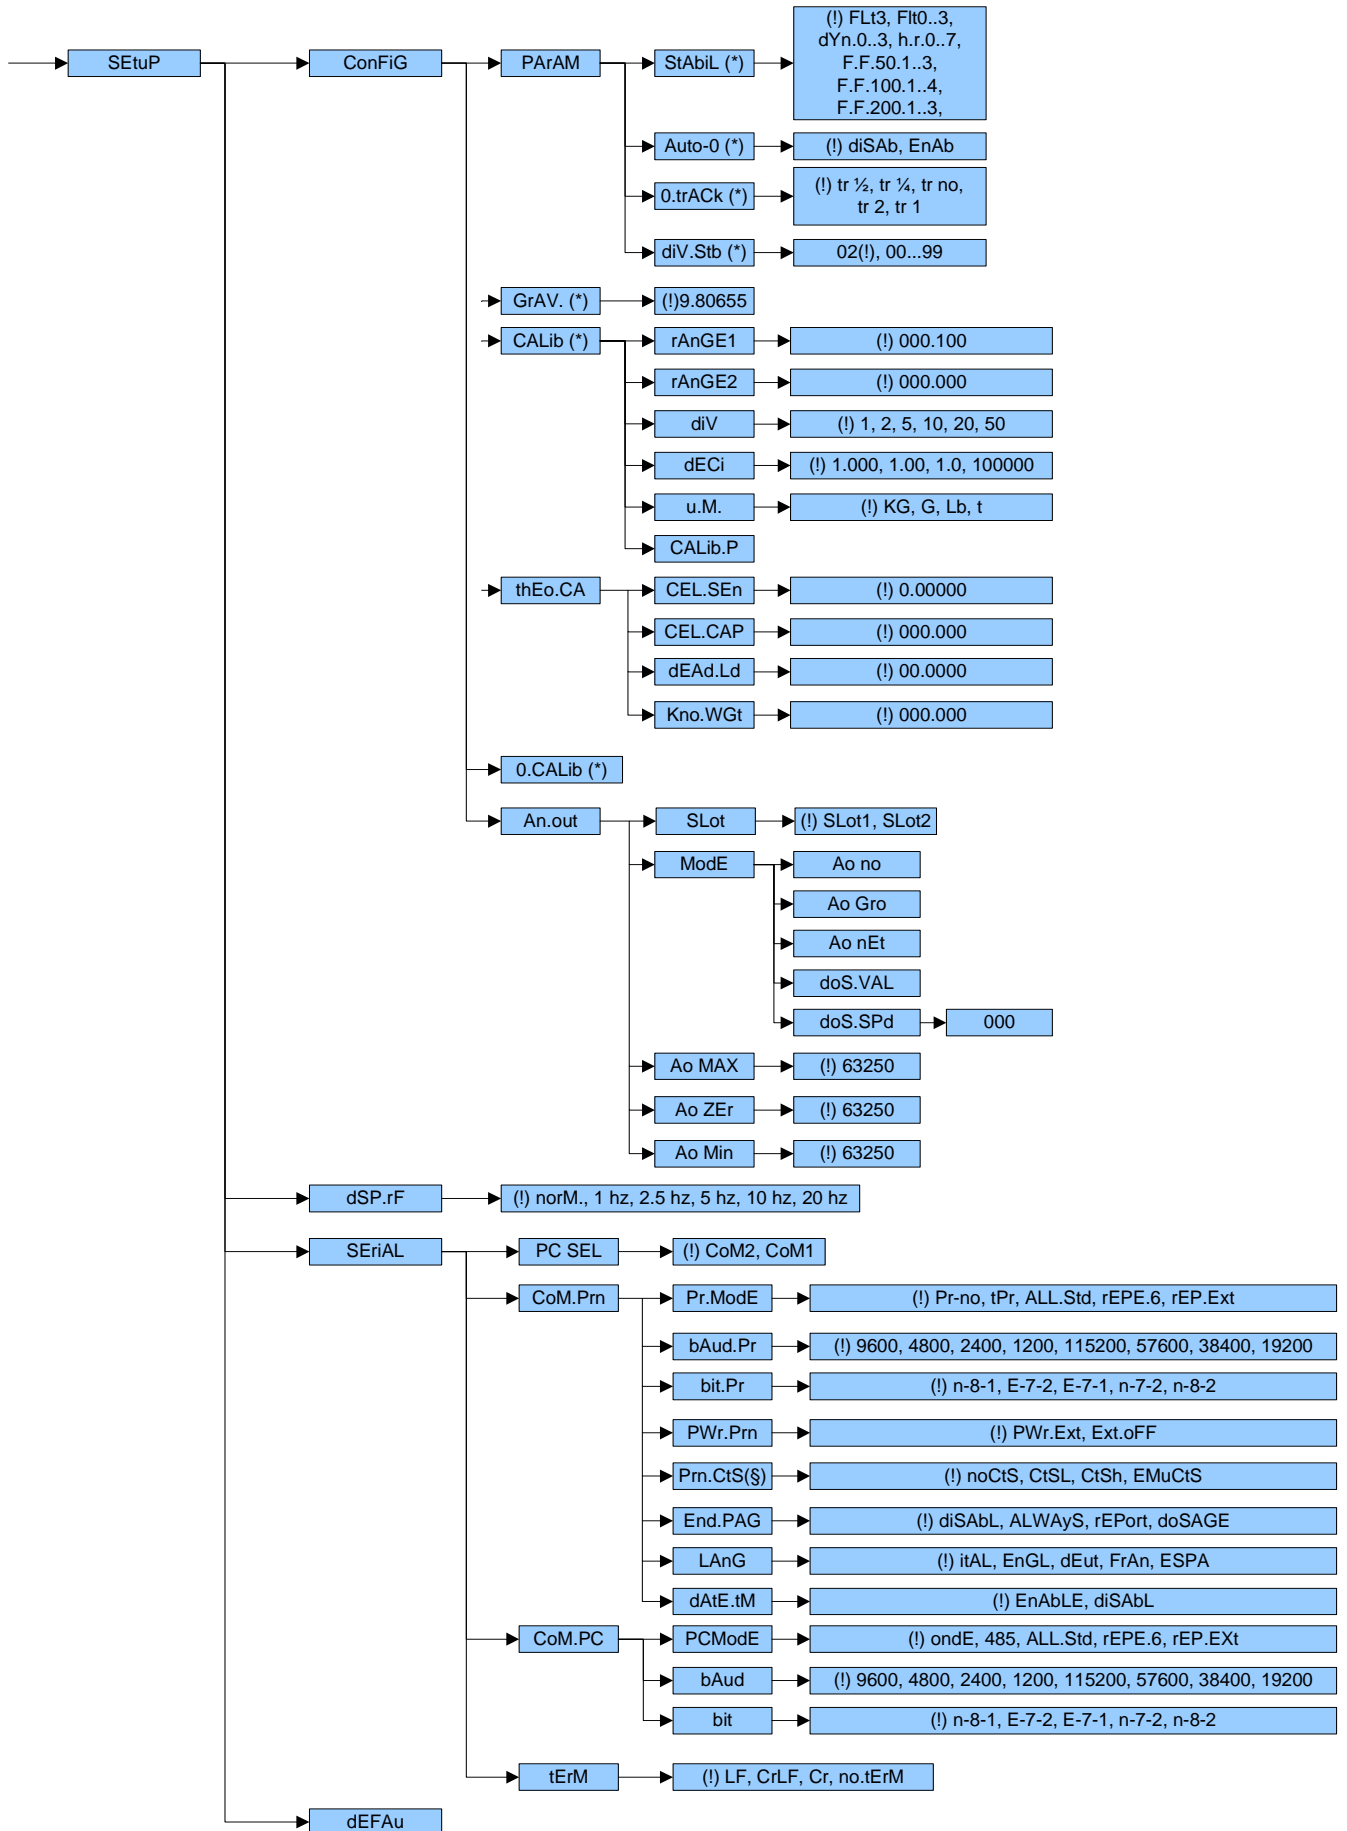 SEtuP
ConFiG
PArAM
StAbiL (*)
(!) FLt3, Flt0..3,
dYn.0..3, h.r.0..7,
F.F.50.1..3,
F.F.100.1..4,
F.F.200.1..3,
Auto-0 (*)
(!) diSAb, EnAb
0.trACk (*)
(!) tr ½, tr ¼, tr no,
tr 2, tr 1
diV.Stb (*)
02(!), 00...99
GrAV. (*)
(!)9.80655
CALib (*)
rAnGE1
(!) 000.100
rAnGE2
(!) 000.000
diV
(!) 1, 2, 5, 10, 20, 50
dECi
(!) 1.000, 1.00, 1.0, 100000
u.M.
(!) KG, G, Lb, t
CALib.P
thEo.CA
CEL.SEn
(!) 0.00000
CEL.CAP
(!) 000.000
dEAd.Ld
(!) 00.0000
Kno.WGt
(!) 000.000
0.CALib (*)
An.out
SLot
(!) SLot1, SLot2
ModE
Ao no
Ao Gro
Ao nEt
doS.VAL
doS.SPd
000
Ao MAX
(!) 63250
Ao ZEr
(!) 63250
Ao Min
(!) 63250
dSP.rF
(!) norM., 1 hz, 2.5 hz, 5 hz, 10 hz, 20 hz
SEriAL
PC SEL
(!) CoM2, CoM1
CoM.Prn
Pr.ModE
(!) Pr-no, tPr, ALL.Std, rEPE.6, rEP.Ext
bAud.Pr
(!) 9600, 4800, 2400, 1200, 115200, 57600, 38400, 19200
bit.Pr
(!) n-8-1, E-7-2, E-7-1, n-7-2, n-8-2
PWr.Prn
(!) PWr.Ext, Ext.oFF
Prn.CtS(§)
(!) noCtS, CtSL, CtSh, EMuCtS
End.PAG
(!) diSAbL, ALWAyS, rEPort, doSAGE
LAnG
(!) itAL, EnGL, dEut, FrAn, ESPA
dAtE.tM
(!) EnAbLE, diSAbL
CoM.PC
PCModE
(!) ondE, 485, ALL.Std, rEPE.6, rEP.EXt
bAud
(!) 9600, 4800, 2400, 1200, 115200, 57600, 38400, 19200
bit
(!) n-8-1, E-7-2, E-7-1, n-7-2, n-8-2
tErM
(!) LF, CrLF, Cr, no.tErM
dEFAu